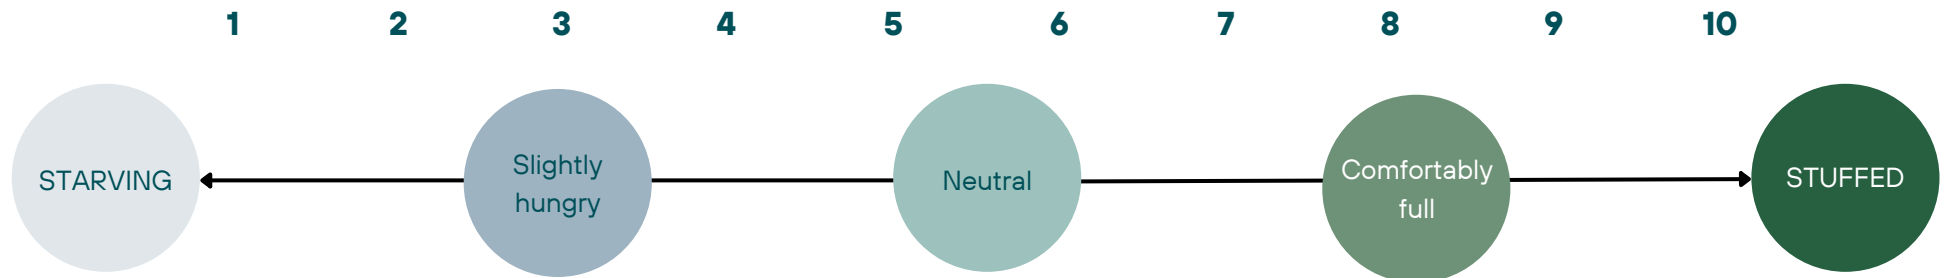 1 2 3 4 5 6 7 8 9 10
STARVING
Slightly
hungry
Neutral
Comfortably
full
STUFFED